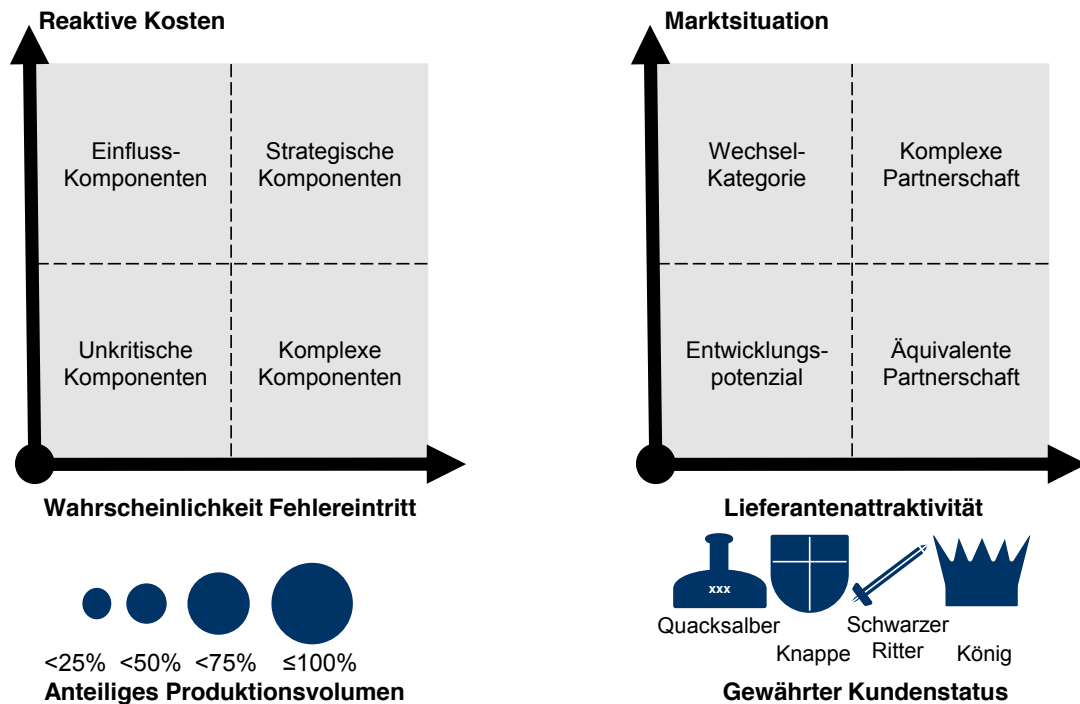 Reaktive Kosten
Einfluss-
Komponenten
Strategische
Komponenten
Unkritische
Komponenten
Komplexe
Komponenten
Wahrscheinlichkeit Fehlereintritt
<25%
<50%
<75%
≤100%
Anteiliges Produktionsvolumen
Marktsituation
Wechsel-
Kategorie
Komplexe
Partnerschaft
Entwicklungs-
potenzial
Äquivalente
Partnerschaft
Lieferantenattraktivität
xxx
Quacksalber
Knappe
Schwarzer
Ritter
König
Gewährter Kundenstatus